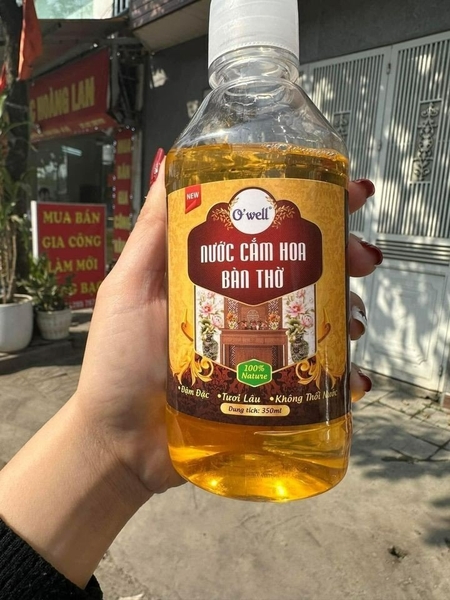 HOÀNG LAN
MUA BÁN
GIA CÔNG
LÀM MỚI
NEW
O'well
NƯỚC CẮM HOA
BÀN THỜ
100%
Nature
•Đậm Đặc •Tươi Lâu •Không Thối Nước
Dung tích: 350ml